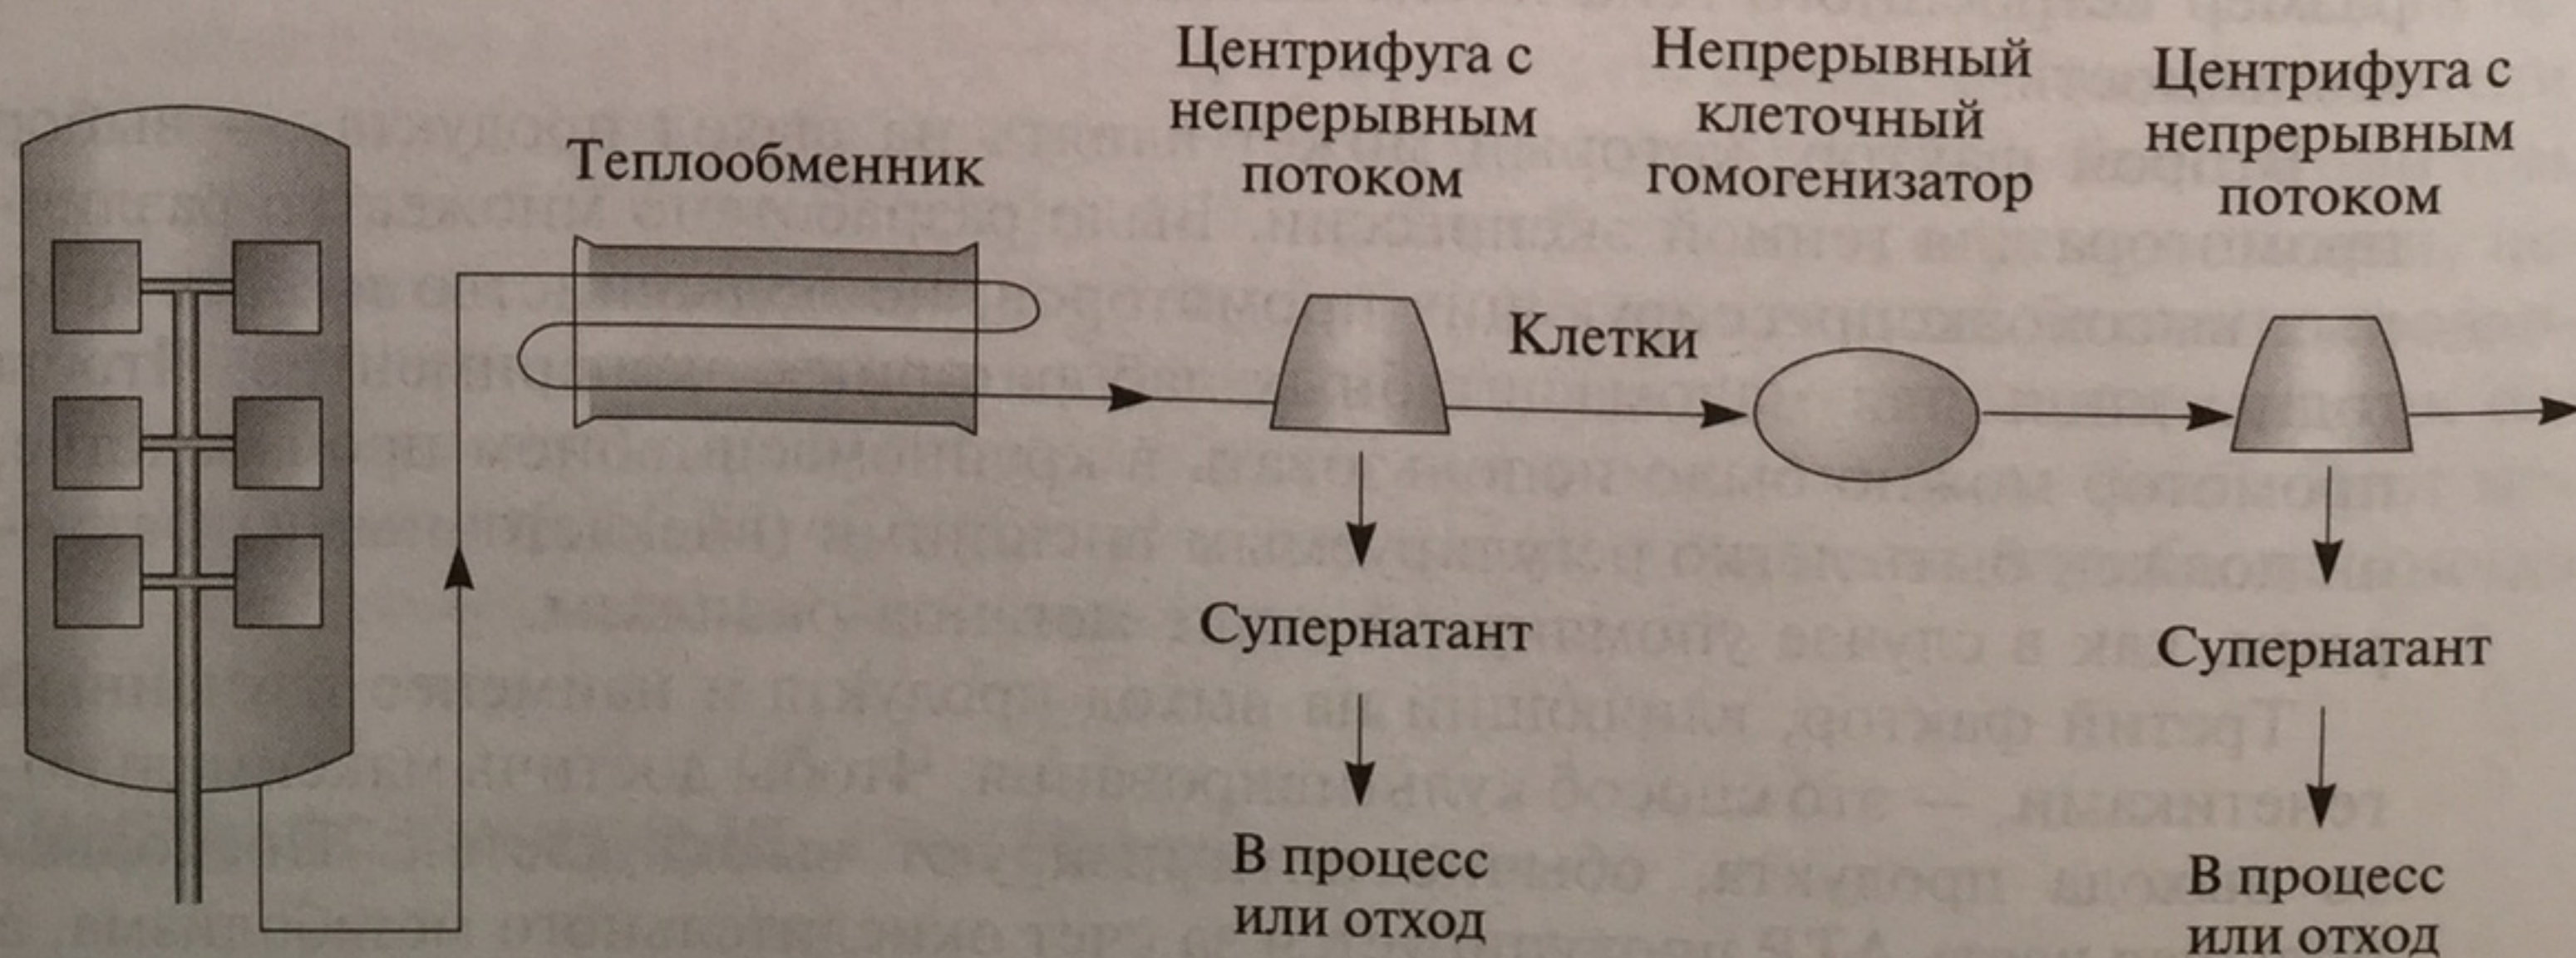 Теплообменник
Центрифуга с
непрерывным
потоком
Непрерывный
клеточный
гомогенизатор
Центрифуга с
непрерывным
потоком
Клетки
Супернатант
В процесс
или отход
Супернатант
В процесс
или отход